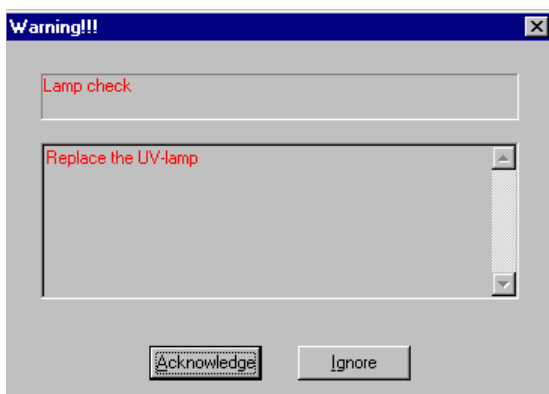 Warning!!!
Lamp check
Replace the UV-lamp
Acknowledge Ignore